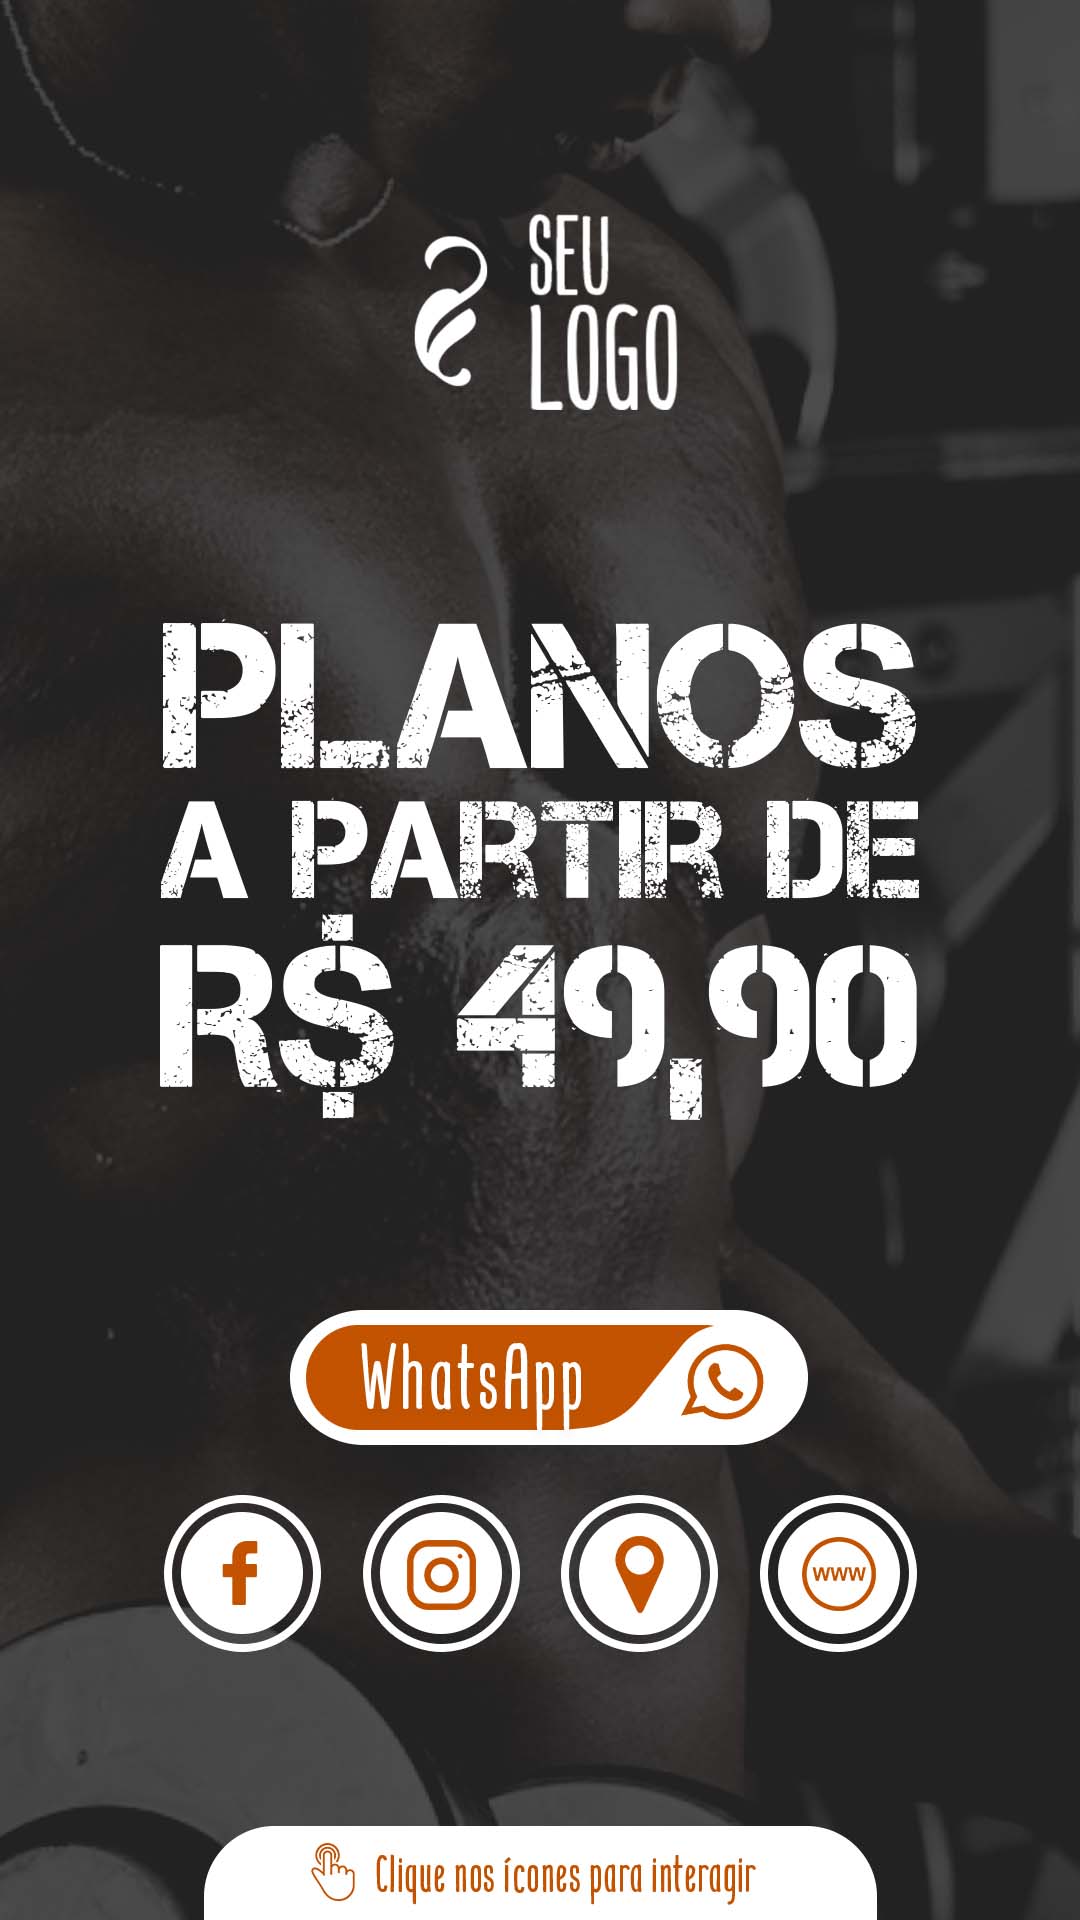 SEU
LOGO
PLANOS
A PARTIR DE
R$ 49,90
WhatsApp
www
Clique nos ícones para interagir